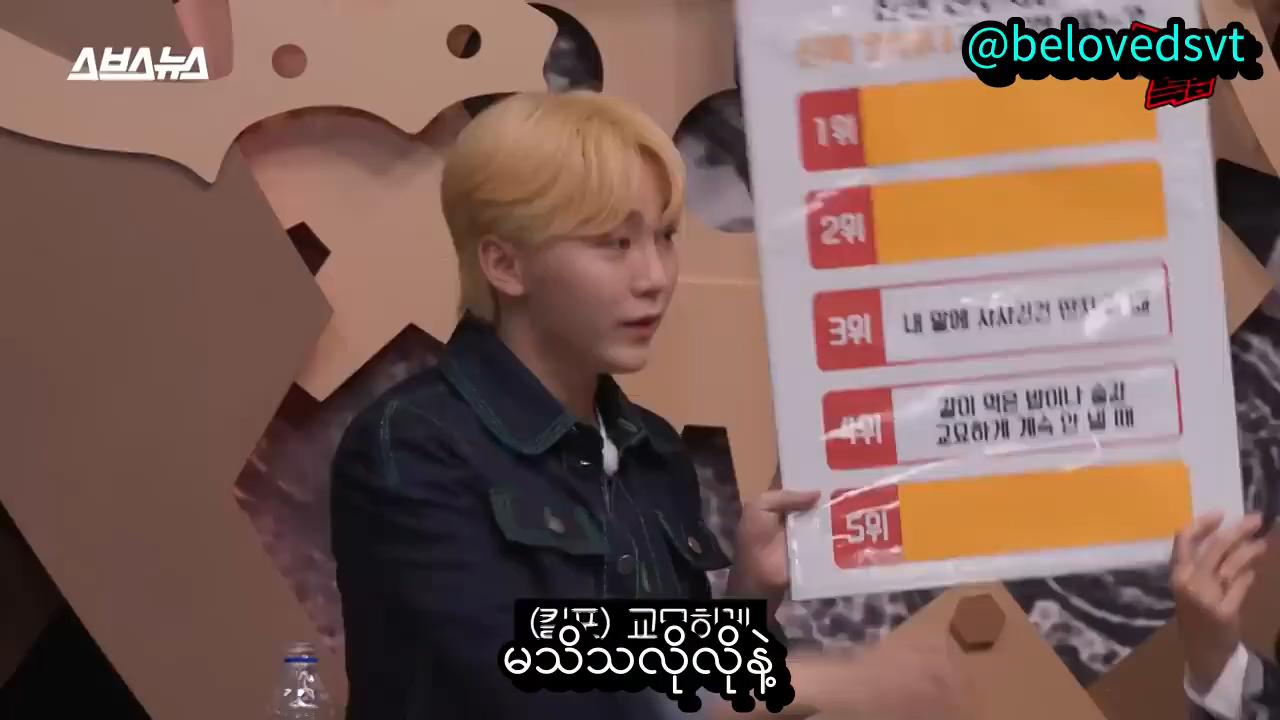 스브스뉴스
@belovedsvt
1위
2위
3위
내 말에 사사건건
4위
같이 먹은 밥이나 술값
교묘하게 계속 안 낼 때
5위
교묘하게
မသိသလိုလိုနဲ့